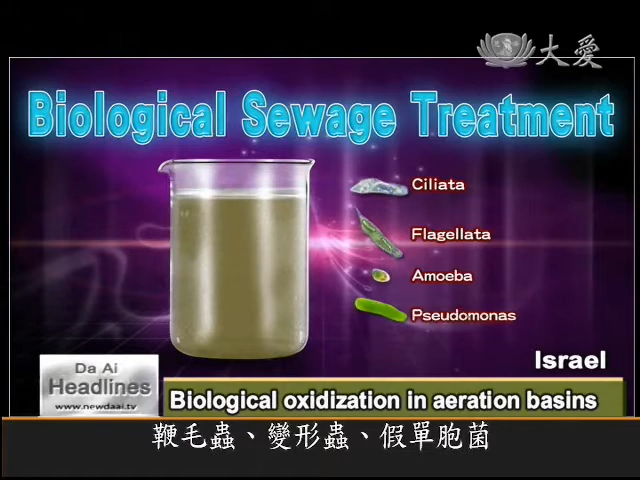 大愛
Biological Sewage Treatment
Ciliata
Flagellata
Amoeba
Pseudomonas
Israel
Da Ai
Headlines
www.newdaai.tv
Biological oxidization in aeration basins
鞭毛蟲、變形蟲、假單胞菌